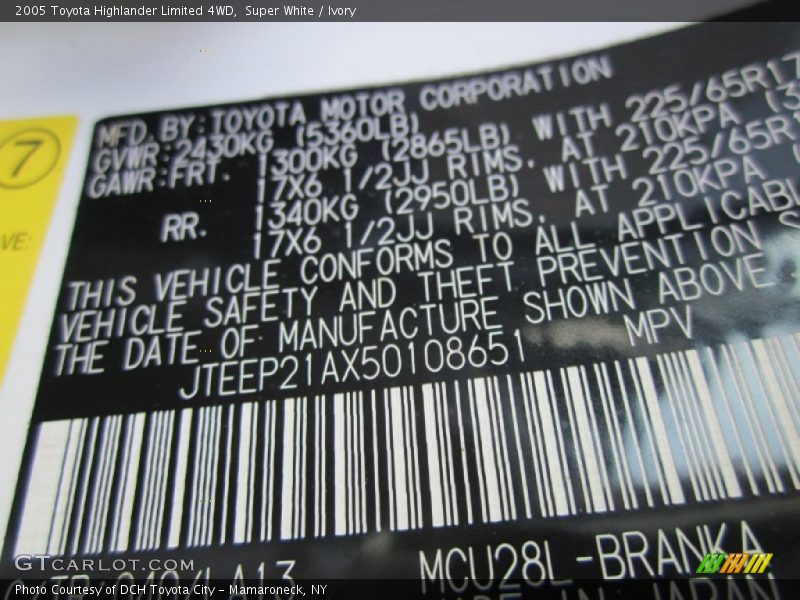 2005 Toyota Highlander Limited 4WD, Super White / Ivory
7
VE:
MFD. BY: TOYOTA MOTOR CORPORATION
GVWR: 2430KG (5360LB)
GAWR: FRT. 1300KG (2865LB) WITH 225/65R17
17X6 1/2JJ RIMS, AT 210KPA
RR. 1340KG (2950LB) WITH 225/65R
17X6 1/2JJ RIMS, AT 210KPA
THIS VEHICLE CONFORMS TO ALL
VEHICLE SAFETY AND THEFT PREVENTION
THE DATE OF MANUFACTURE SHOWN ABOVE.
JTEEP21AX50108651 MPV
MCU28L-BRANKA
GTCARLOT.COM
Photo Courtesy of DCH Toyota City - Mamaroneck, NY